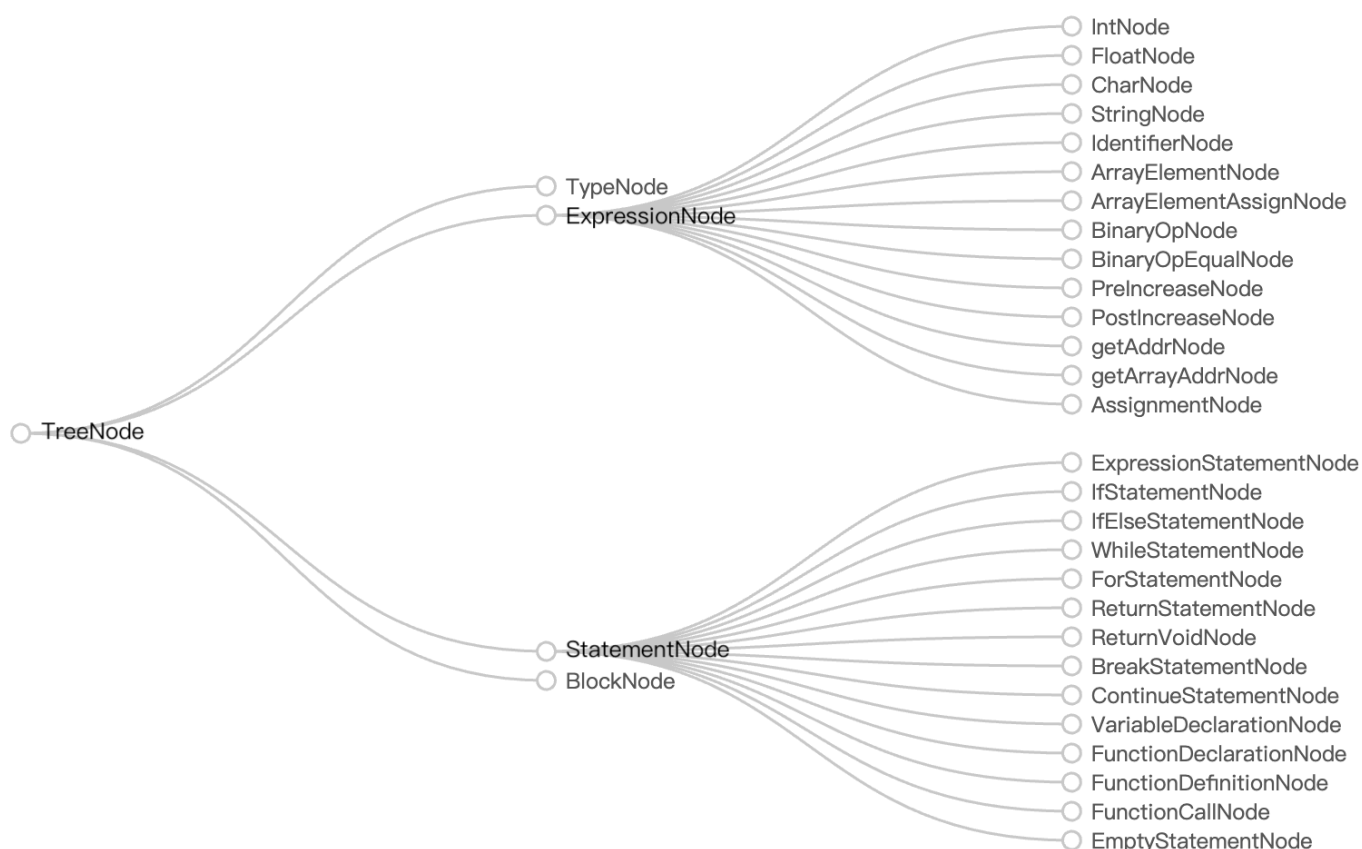 TreeNode
TypeNode
ExpressionNode
IntNode
FloatNode
CharNode
StringNode
IdentifierNode
ArrayElementNode
ArrayElementAssignNode
BinaryOpNode
BinaryOpEqualNode
PreIncreaseNode
PostIncreaseNode
getAddrNode
getArrayAddrNode
AssignmentNode
StatementNode
BlockNode
ExpressionStatementNode
IfStatementNode
IfElseStatementNode
WhileStatementNode
ForStatementNode
ReturnStatementNode
ReturnVoidNode
BreakStatementNode
ContinueStatementNode
VariableDeclarationNode
FunctionDeclarationNode
FunctionDefinitionNode
FunctionCallNode
EmptyStatementNode